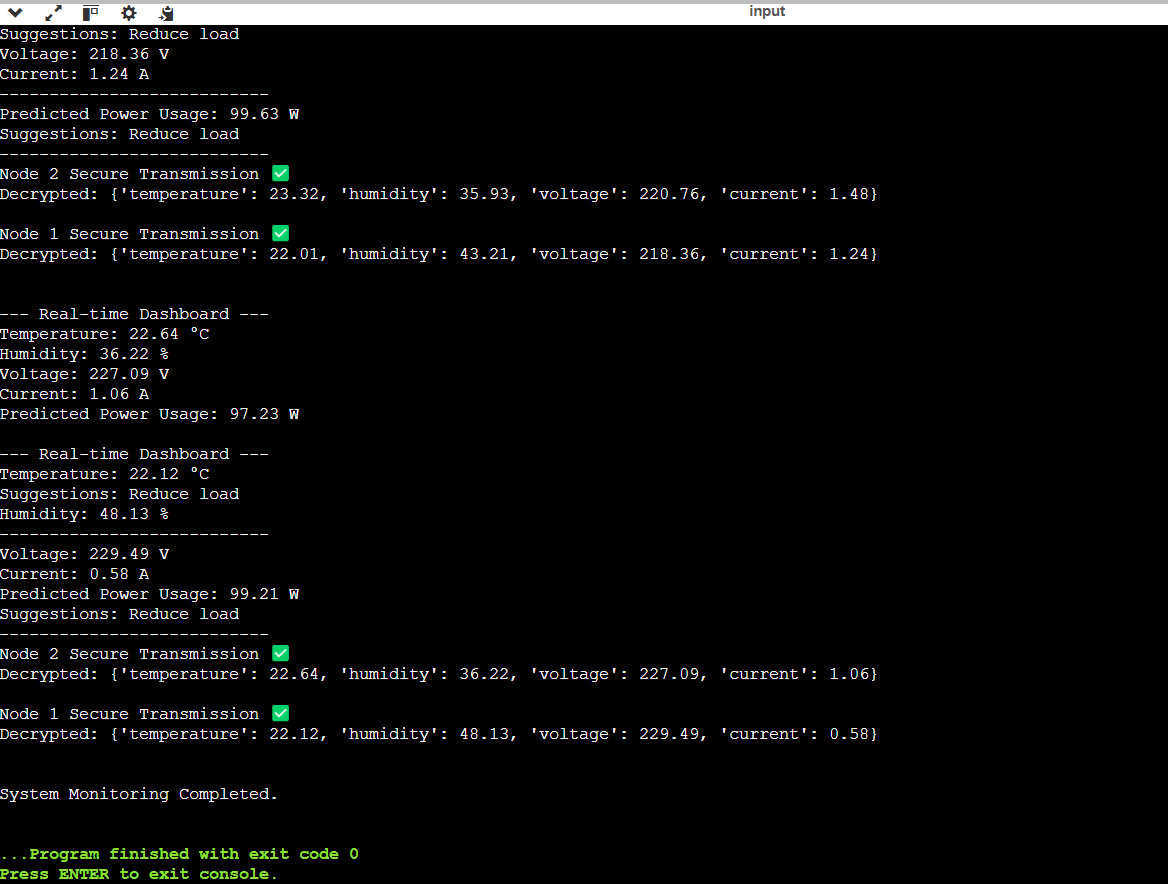 input
Suggestions: Reduce load
Voltage: 218.36 V
Current: 1.24 A
---------------------------
Predicted Power Usage: 99.63 W
Suggestions: Reduce load
---------------------------
Node 2 Secure Transmission ✅
Decrypted: {'temperature': 23.32, 'humidity': 35.93, 'voltage': 220.76, 'current': 1.48}
Node 1 Secure Transmission ✅
Decrypted: {'temperature': 22.01, 'humidity': 43.21, 'voltage': 218.36, 'current': 1.24}
--- Real-time Dashboard ---
Temperature: 22.64 °C
Humidity: 36.22 %
Voltage: 227.09 V
Current: 1.06 A
Predicted Power Usage: 97.23 W
--- Real-time Dashboard ---
Temperature: 22.12 °C
Suggestions: Reduce load
Humidity: 48.13 %
---------------------------
Voltage: 229.49 V
Current: 0.58 A
Predicted Power Usage: 99.21 W
Suggestions: Reduce load
---------------------------
Node 2 Secure Transmission ✅
Decrypted: {'temperature': 22.64, 'humidity': 36.22, 'voltage': 227.09, 'current': 1.06}
Node 1 Secure Transmission ✅
Decrypted: {'temperature': 22.12, 'humidity': 48.13, 'voltage': 229.49, 'current': 0.58}
System Monitoring Completed.
...Program finished with exit code 0
Press ENTER to exit console.